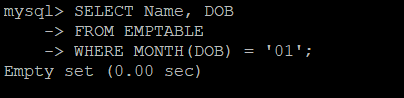 mysql> SELECT Name, DOB
    -> FROM EMPTABLE
    -> WHERE MONTH(DOB) = '01';
Empty set (0.00 sec)